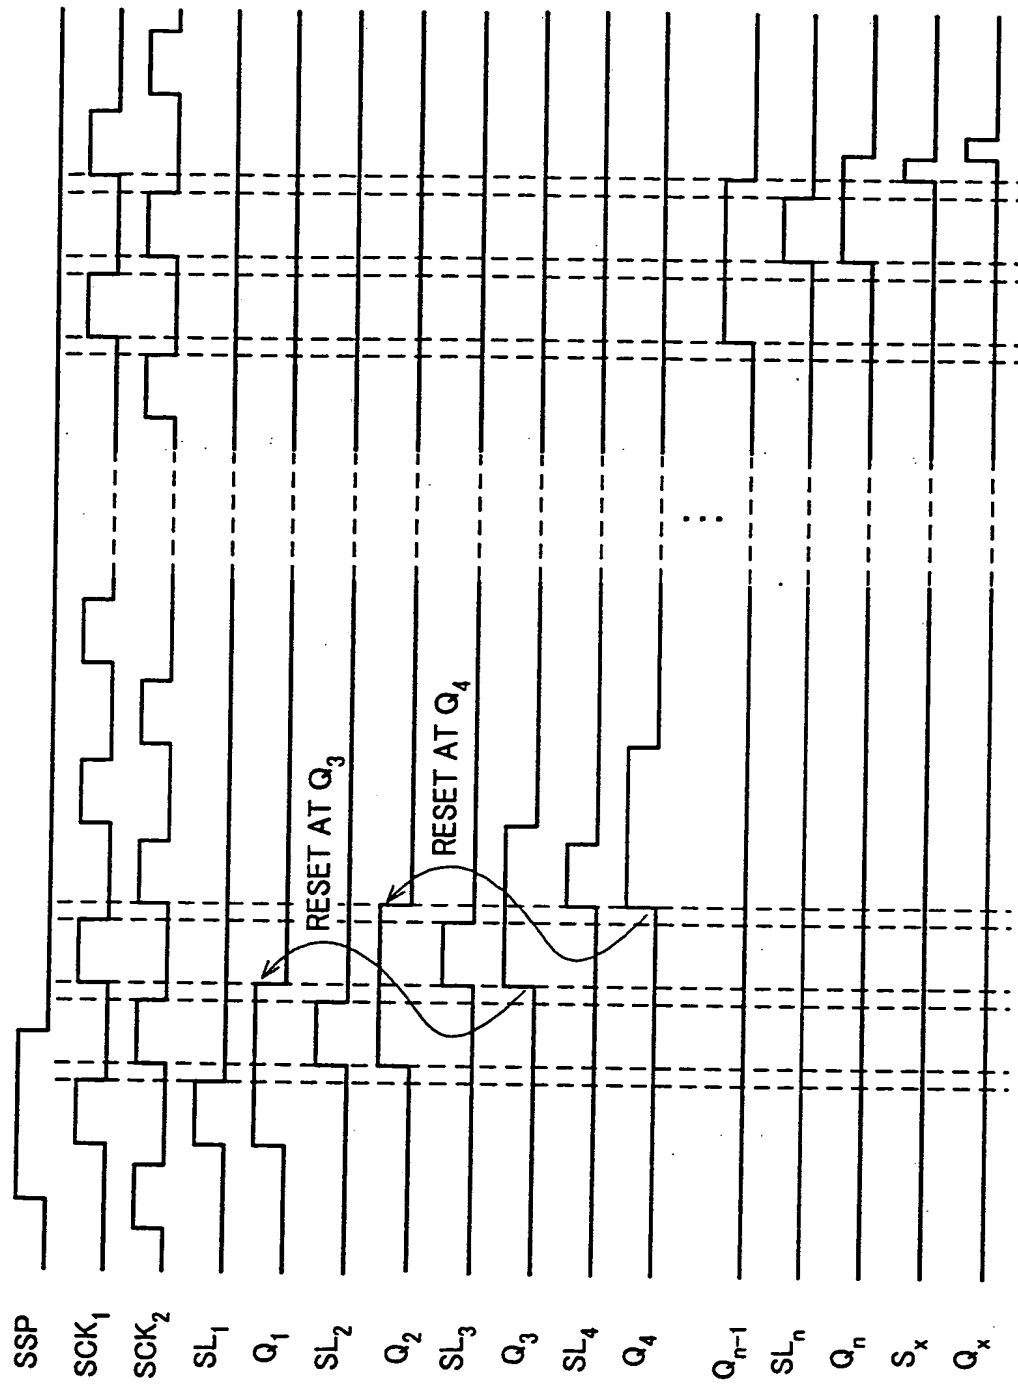 SSP
SCK1
SCK2
SL1
Q1
SL2
Q2
SL3
Q3
SL4
Q4
Qn-1
SLn
Qn
Sx
Qx
RESET AT Q3
RESET AT Q4
...